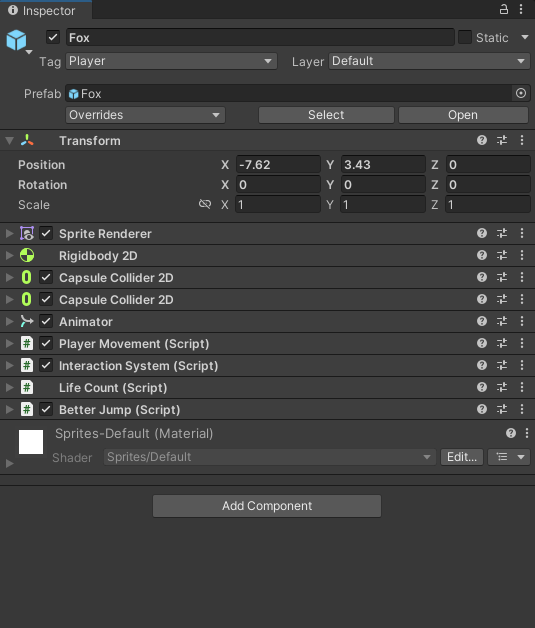 Inspector
Fox Static
Tag Player Layer Default
Prefab Fox
Overrides Select Open
Transform
Position X -7.62 Y 3.43 Z 0
Rotation X 0 Y 0 Z 0
Scale X 1 Y 1 Z 1
Sprite Renderer
Rigidbody 2D
Capsule Collider 2D
Capsule Collider 2D
Animator
# Player Movement (Script)
# Interaction System (Script)
# Life Count (Script)
# Better Jump (Script)
Sprites-Default (Material)
Shader Sprites/Default Edit...
Add Component